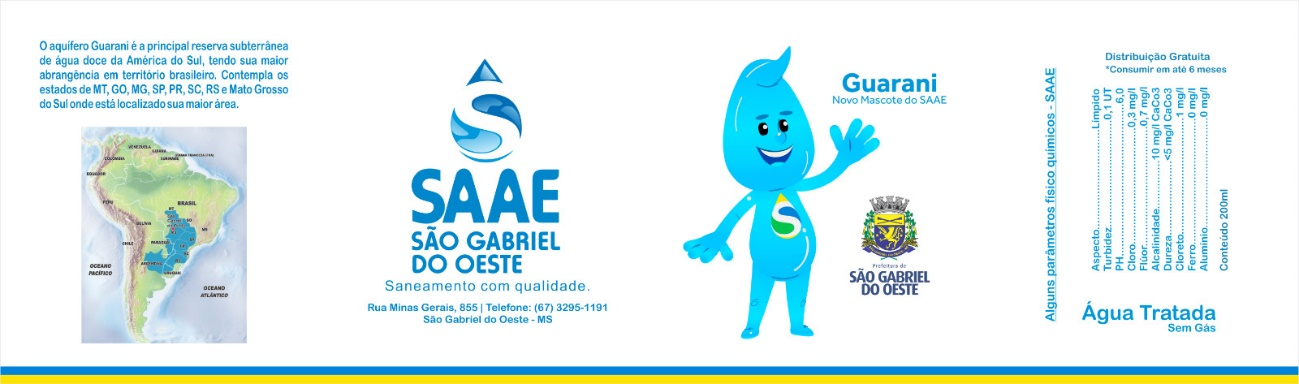 O aquífero Guarani é a principal reserva subterrânea
de água doce da América do Sul, tendo sua maior
abrangência em território brasileiro. Contempla os
estados de MT, GO, MG, SP, PR, SC, RS e Mato Grosso
do Sul onde está localizado sua maior área.
VENEZUELA
COLOMBIA
EQUADOR
PERU
BRASIL
BOLIVIA
CHILE
OCEANO
PACÍFICO
OCEANO
ATLÂNTICO
S
SAAE
SÃO GABRIEL
DO OESTE
Saneamento com qualidade.
Rua Minas Gerais, 855 | Telefone: (67) 3295-1191
São Gabriel do Oeste - MS
Guarani
Novo Mascote do SAAE
S
Prefeitura de
SÃO GABRIEL
DO OESTE
Distribuição Gratuita
*Consumir em até 6 meses
Alguns parâmetros físico químicos - SAAE
Aspecto..........................Límpido
Turbidez..........................0,1 UT
PH..........................6,0
Cloro..........................0,3 mg/l
Flúor..........................0,7 mg/l
Alcalinidade..............10 mg/l CaCo3
Dureza..............<5 mg/l CaCo3
Cloreto..........................1 mg/l
Ferro..........................0 mg/l
Alumínio..........................0 mg/l
Conteúdo 200ml
Água Tratada
Sem Gás